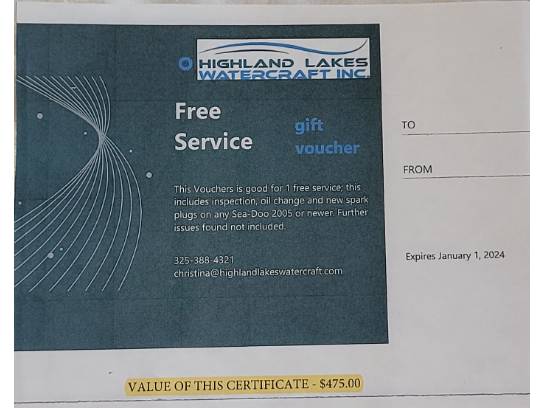 HIGHLAND LAKES
WATERCRAFT INC.
Free
Service
gift
voucher
This Vouchers is good for 1 free service; this
includes inspection, oil change and new spark
plugs on any Sea-Doo 2005 or newer. Further
issues found not included.
325-388-4321
christina@highlandlakeswatercraft.com
TO
FROM
Expires January 1, 2024
VALUE OF THIS CERTIFICATE - $475.00